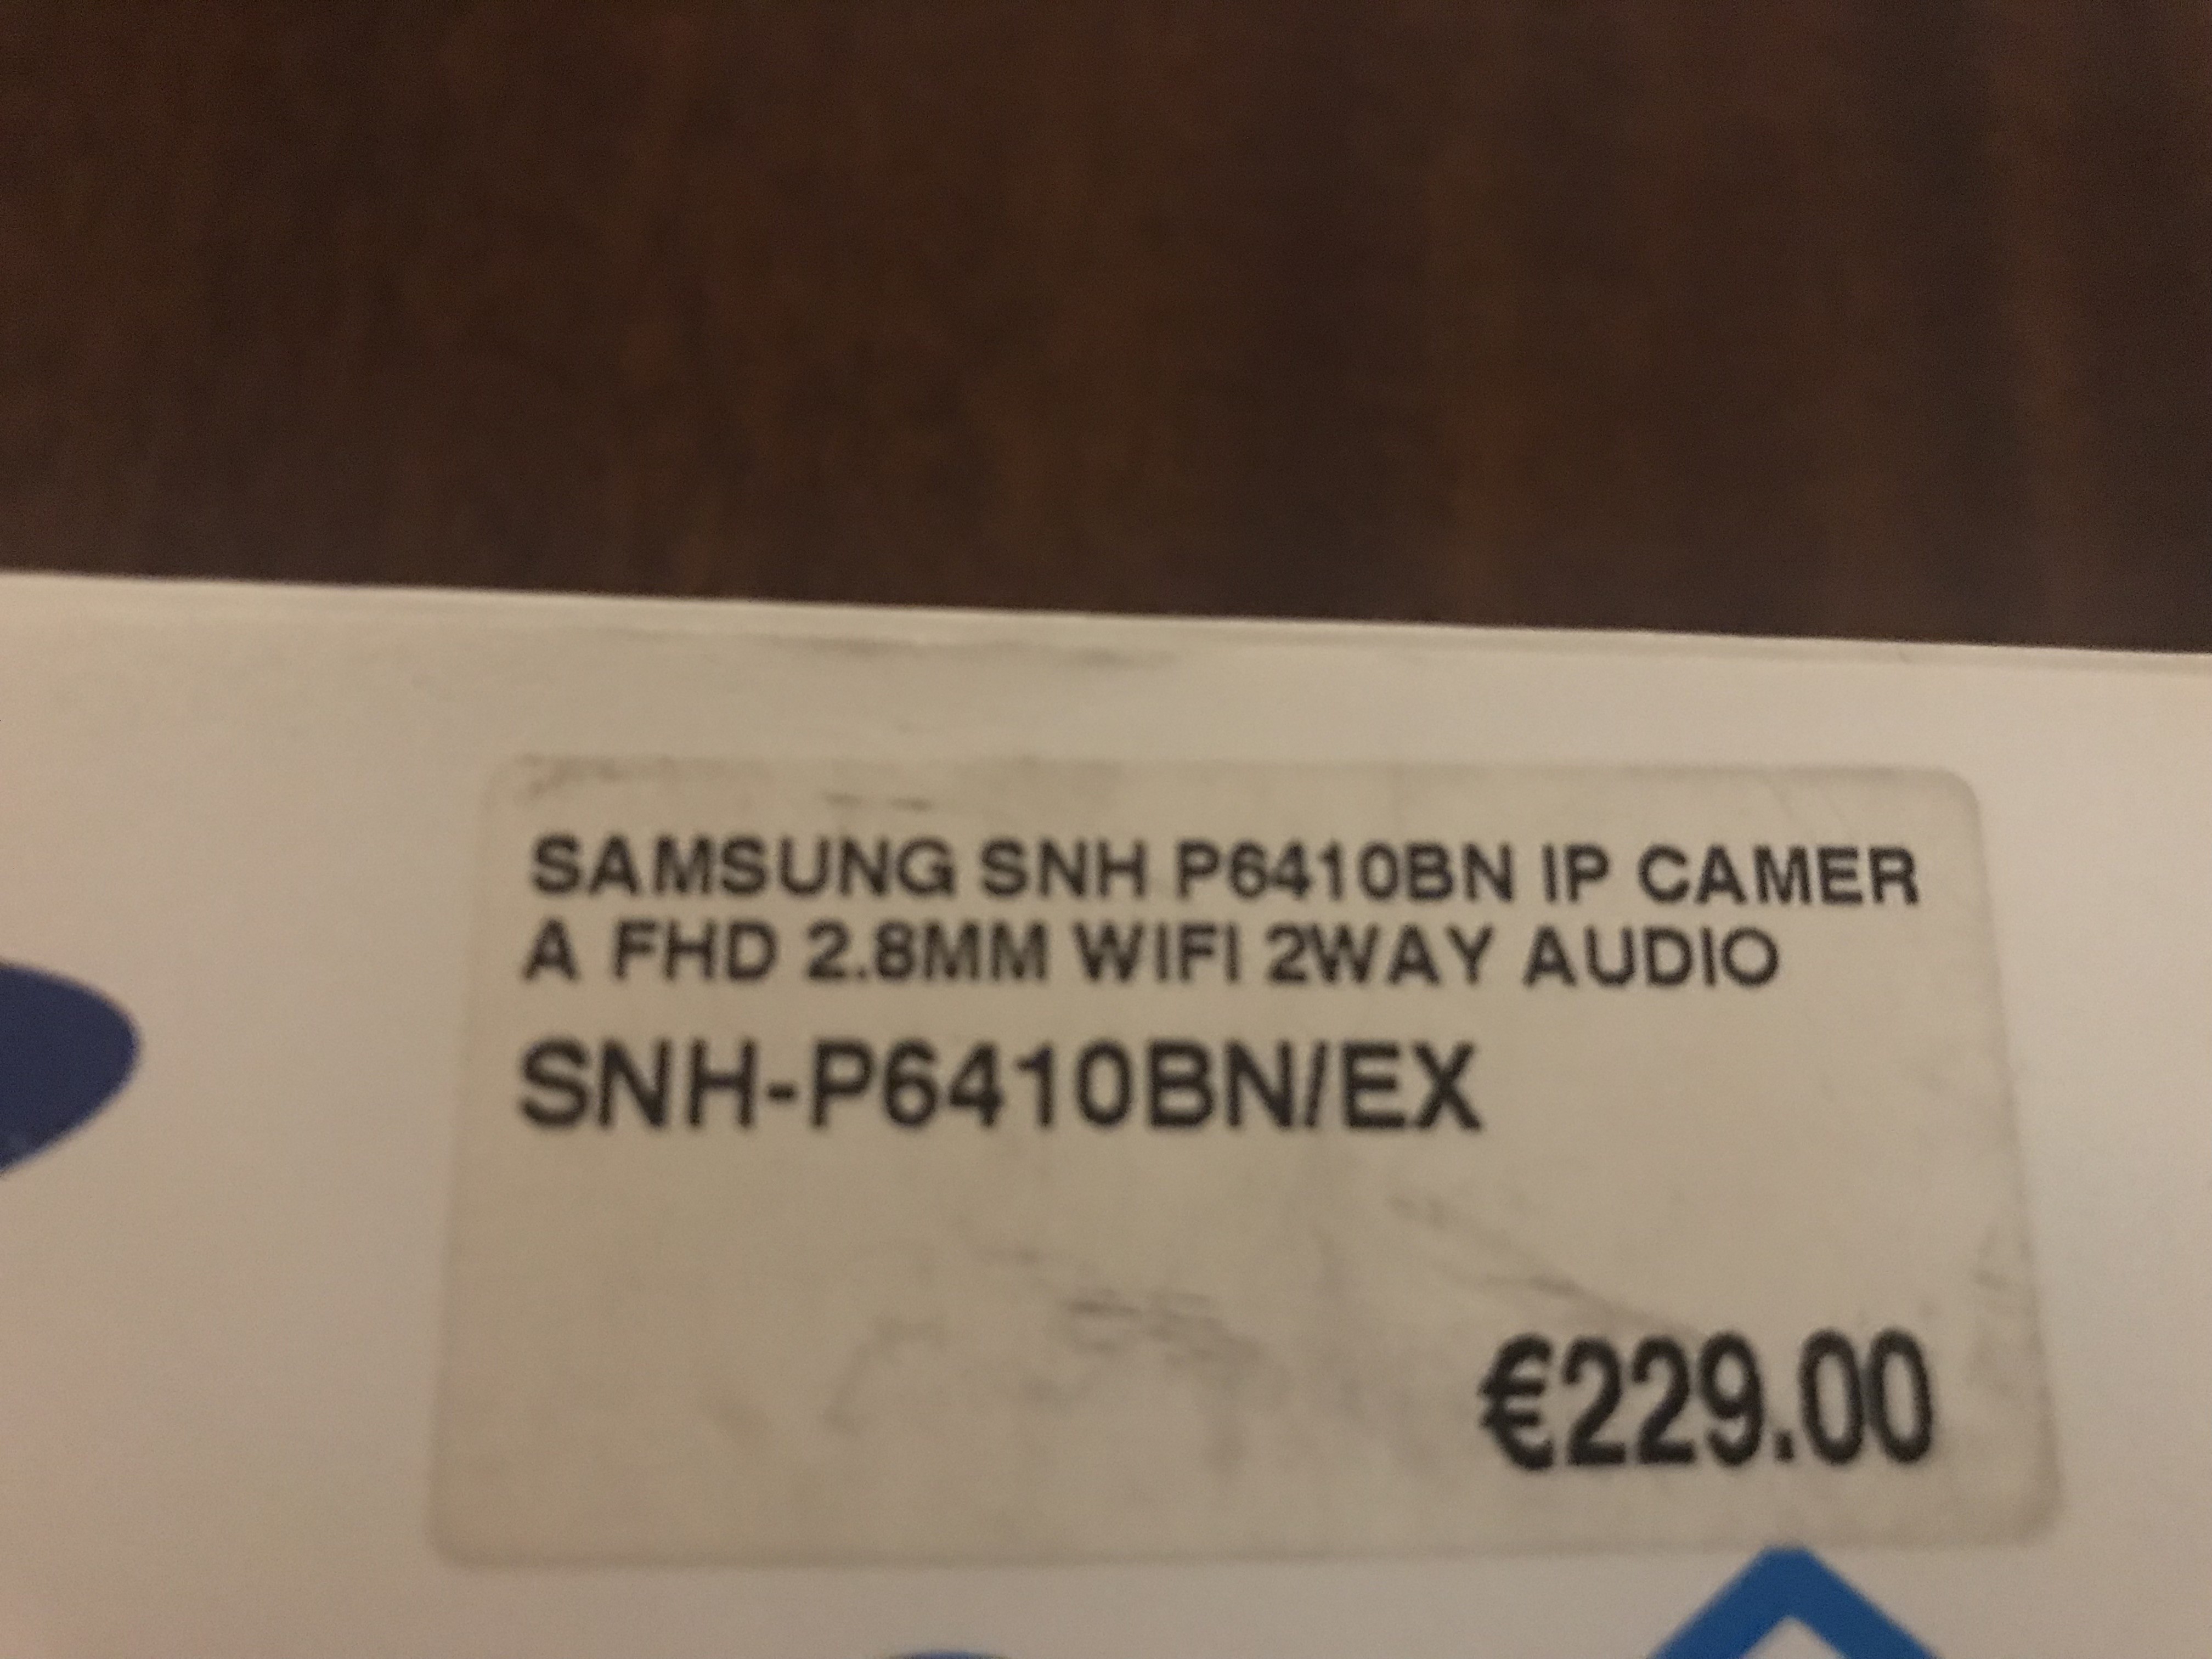 SAMSUNG SNH P6410BN IP CAMER
A FHD 2.8MM WIFI 2WAY AUDIO
SNH-P6410BN/EX
€229.00